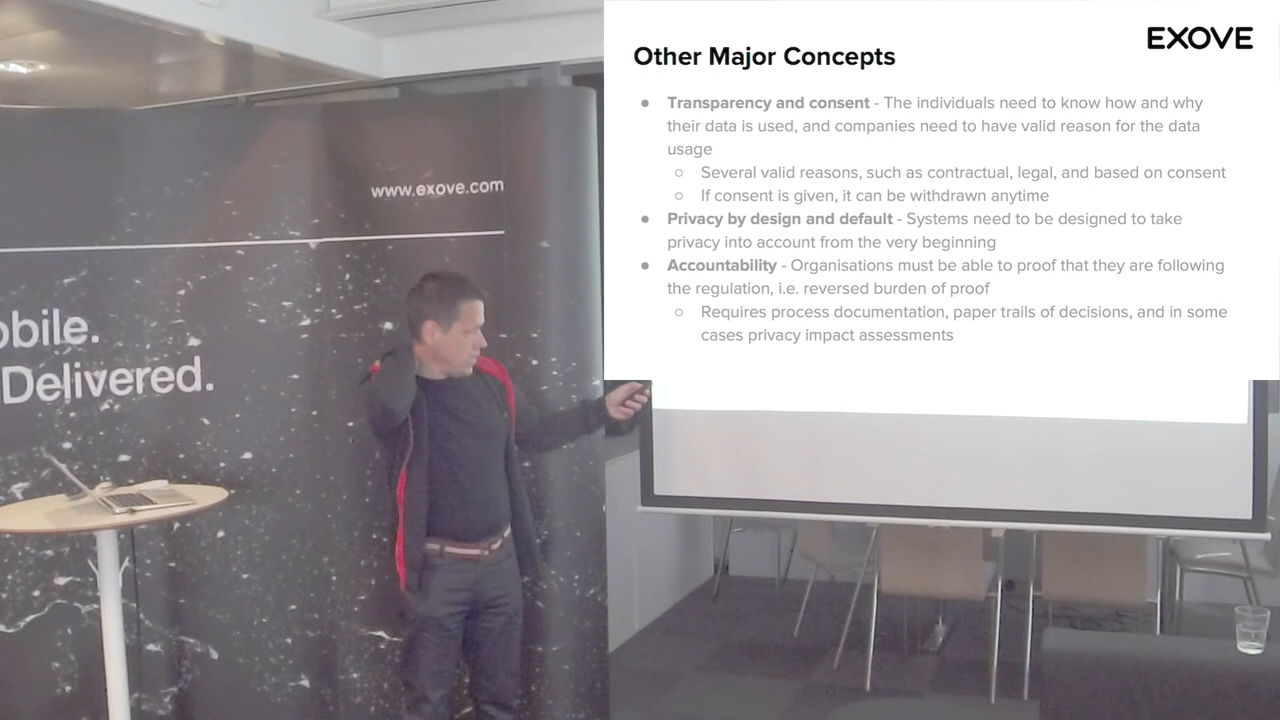 EXOVE
Other Major Concepts
● Transparency and consent - The individuals need to know how and why
their data is used, and companies need to have valid reason for the data
usage
○ Several valid reasons, such as contractual, legal, and based on consent
○ If consent is given, it can be withdrawn anytime
● Privacy by design and default - Systems need to be designed to take
privacy into account from the very beginning
● Accountability - Organisations must be able to proof that they are following
the regulation, i.e. reversed burden of proof
○ Requires process documentation, paper trails of decisions, and in some
cases privacy impact assessments
www.exove.com
obile.
Delivered.